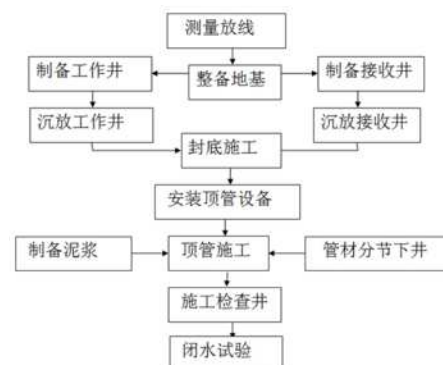 测量放线
制备工作井
整备地基
制备接收井
沉放工作井
沉放接收井
封底施工
安装顶管设备
制备泥浆
顶管施工
管材分节下井
施工检查井
闭水试验